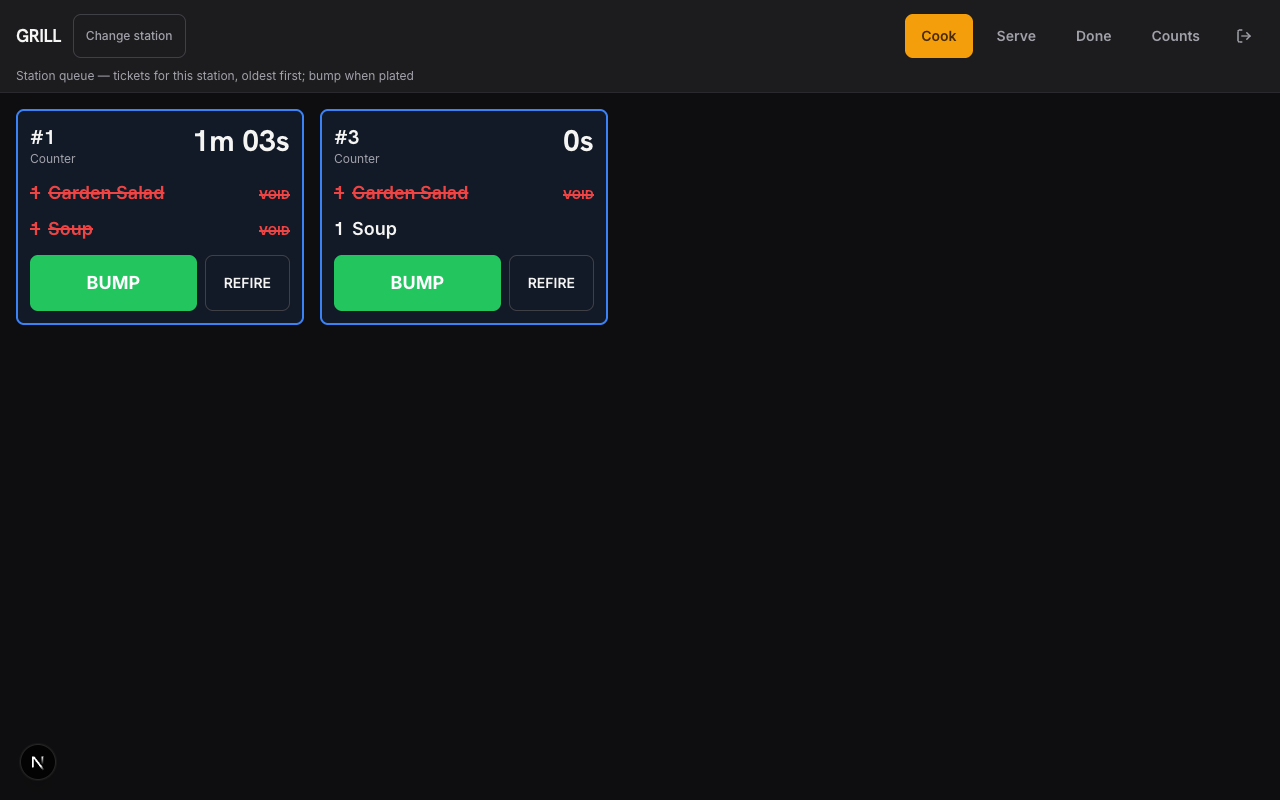 GRILL
Change station
Cook
Serve
Done
Counts
Station queue — tickets for this station, oldest first; bump when plated
#1
1m 03s
Counter
1 Garden Salad VOID
1 Soup VOID
BUMP
REFIRE
#3
0s
Counter
1 Garden Salad VOID
1 Soup
BUMP
REFIRE
N